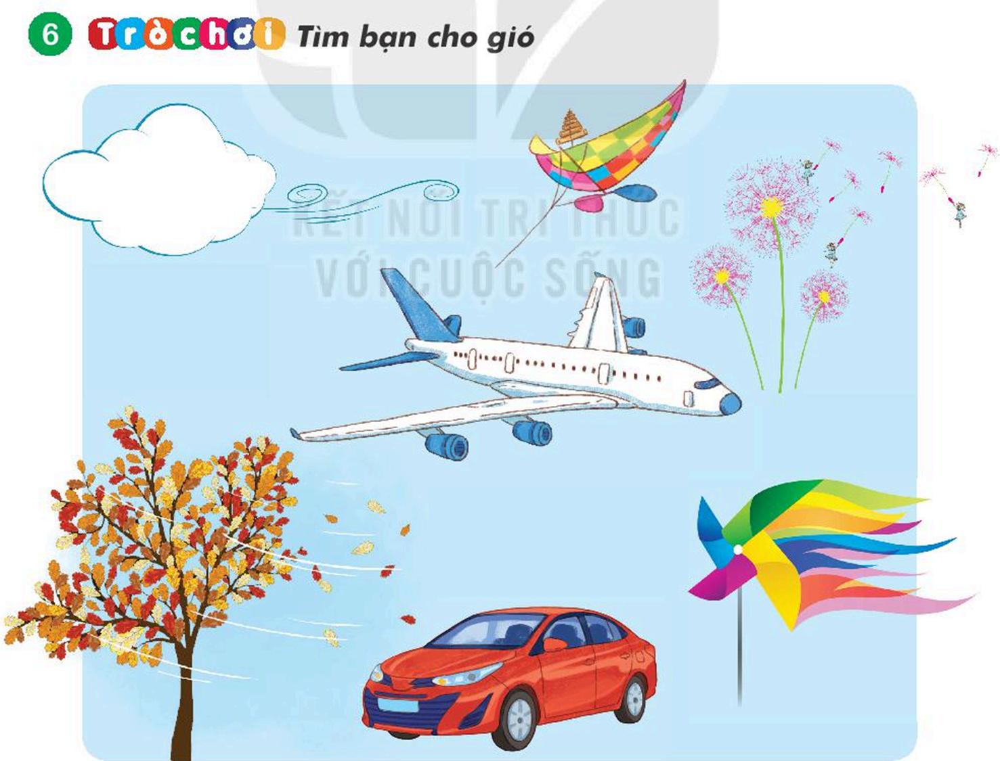 6 Trò chơi Tìm bạn cho gió
KẾT NỐI TRI THỨC
VỚI CUỘC SỐNG